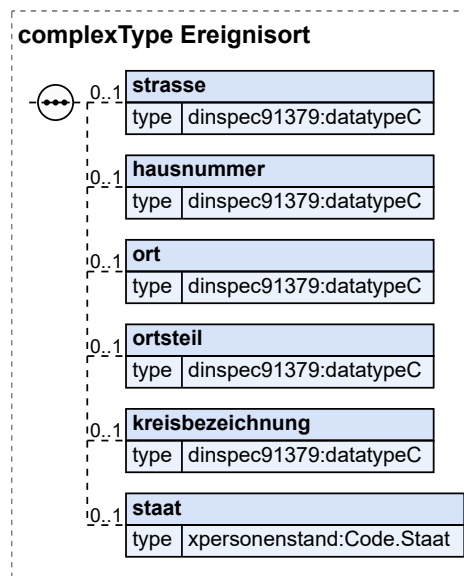 complexType Ereignisort
0..1 strasse
type dinspec91379:datatypeC
0..1 hausnummer
type dinspec91379:datatypeC
0..1 ort
type dinspec91379:datatypeC
0..1 ortsteil
type dinspec91379:datatypeC
0..1 kreisbezeichnung
type dinspec91379:datatypeC
0..1 staat
type xpersonenstand:Code.Staat